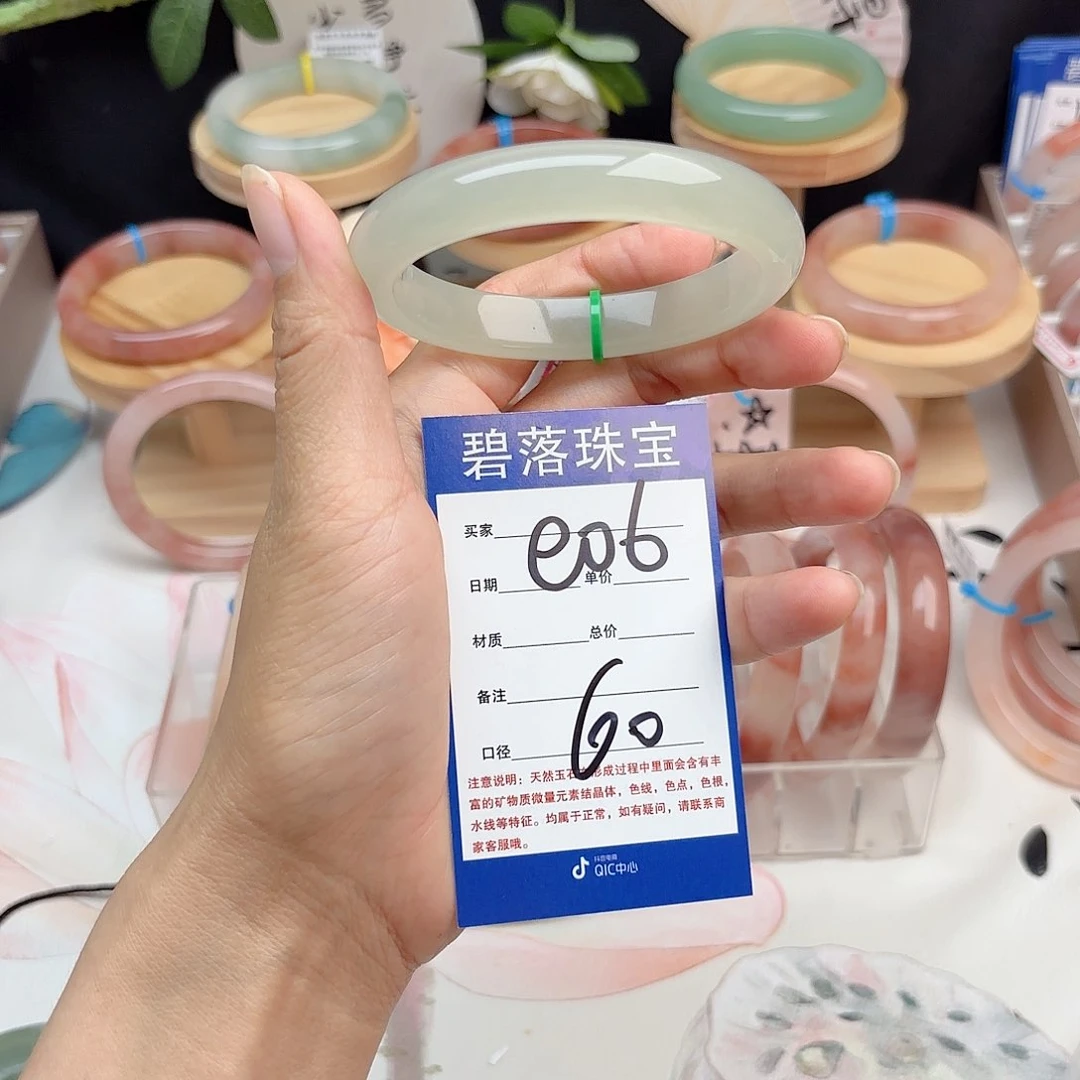 碧落珠宝
买家
e06
日期 单价
材质 总价
备注
口径 60
注意说明：天然玉石在形成过程中里面会含有丰
富的矿物质微量元素结晶体，色线，色点，色根，
水线等特征。均属于正常，如有疑问，请联系商
家客服哦。
抖音电商
QIC中心